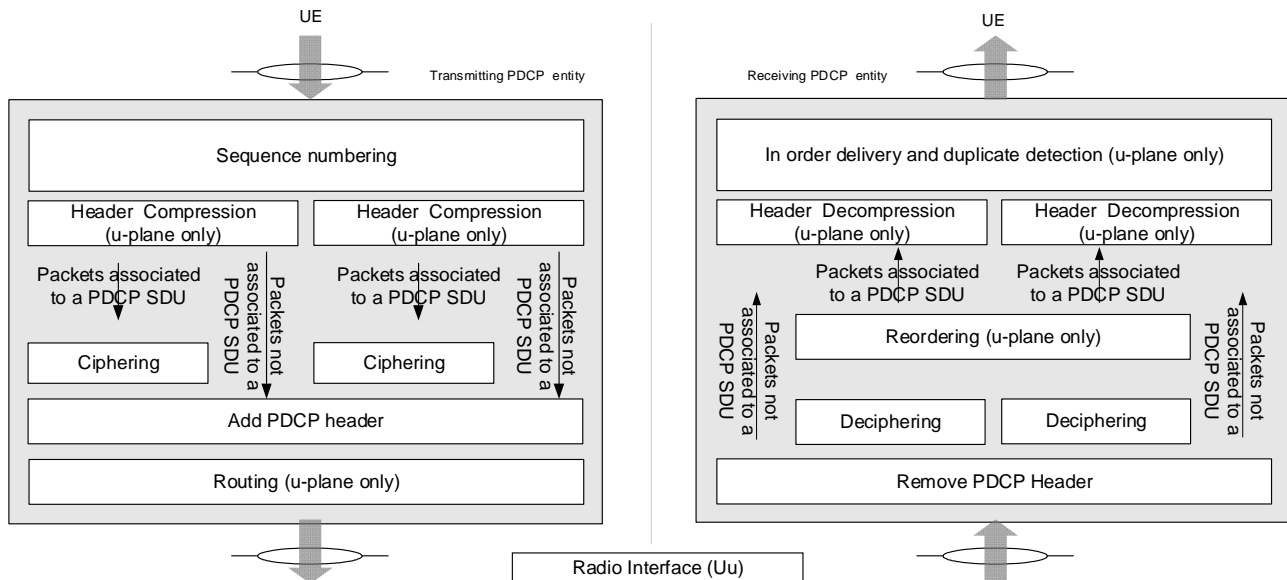 UE
Transmitting PDCP entity
Sequence numbering
Header Compression
(u-plane only)
Header Compression
(u-plane only)
Packets associated
to a PDCP SDU
Packets not
associated to a
PDCP SDU
Packets associated
to a PDCP SDU
Packets not
associated to a
PDCP SDU
Ciphering
Ciphering
Add PDCP header
Routing (u-plane only)
UE
Receiving PDCP entity
In order delivery and duplicate detection (u-plane only)
Header Decompression
(u-plane only)
Header Decompression
(u-plane only)
Packets associated
to a PDCP SDU
Packets associated
to a PDCP SDU
Packets not
associated to a
PDCP SDU
Reordering (u-plane only)
Packets not
associated to a
PDCP SDU
Deciphering
Deciphering
Remove PDCP Header
Radio Interface (Uu)